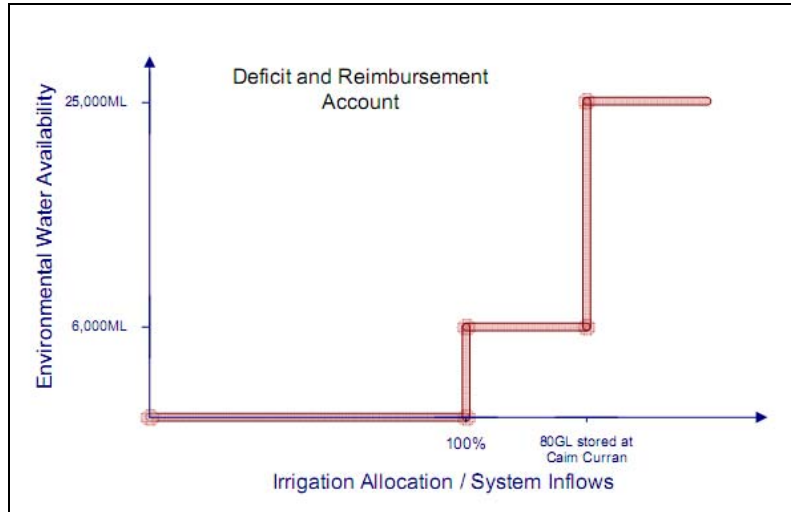 Deficit and Reimbursement
Account
25,000ML
6,000ML
Environmental Water Availability
100%
80GL stored at
Cairn Curran
Irrigation Allocation / System Inflows